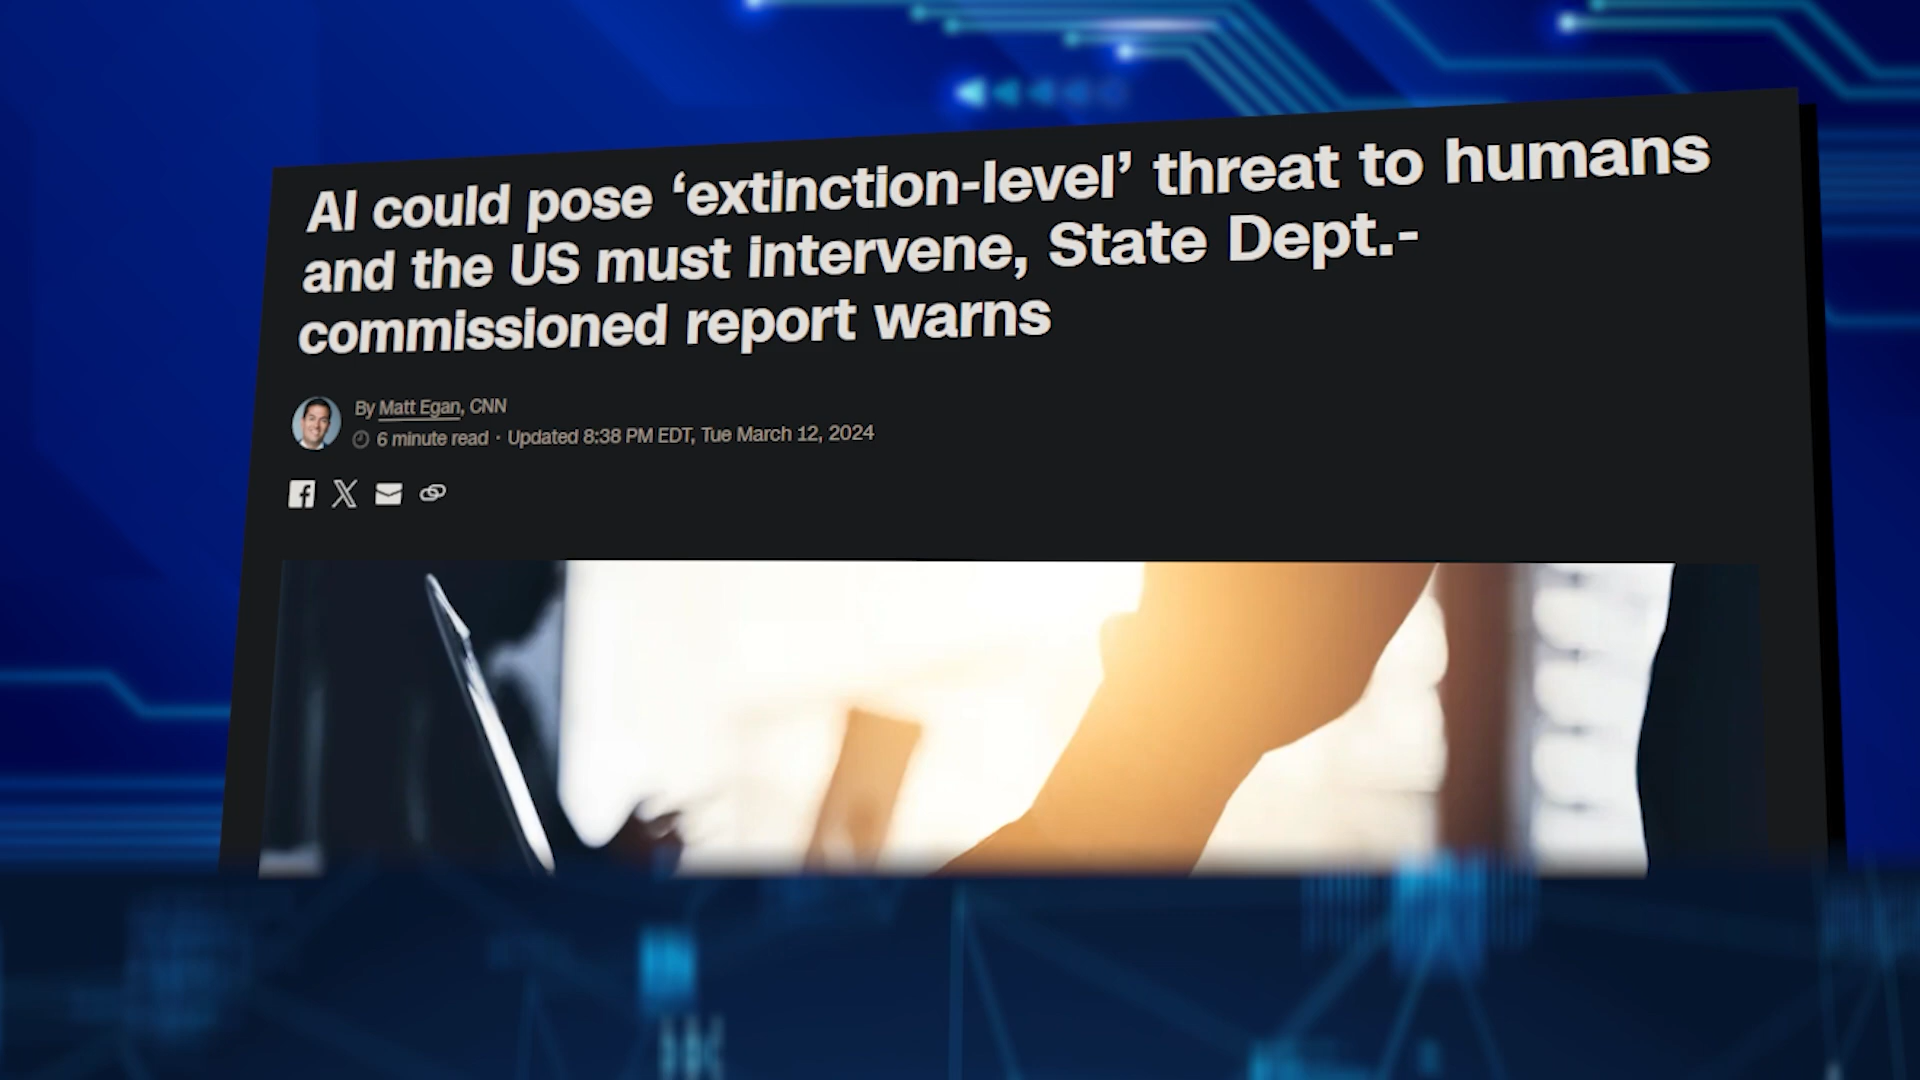 AI could pose ‘extinction-level’ threat to humans
and the US must intervene, State Dept.-
commissioned report warns
By Matt Egan, CNN
6 minute read · Updated 8:38 PM EDT, Tue March 12, 2024